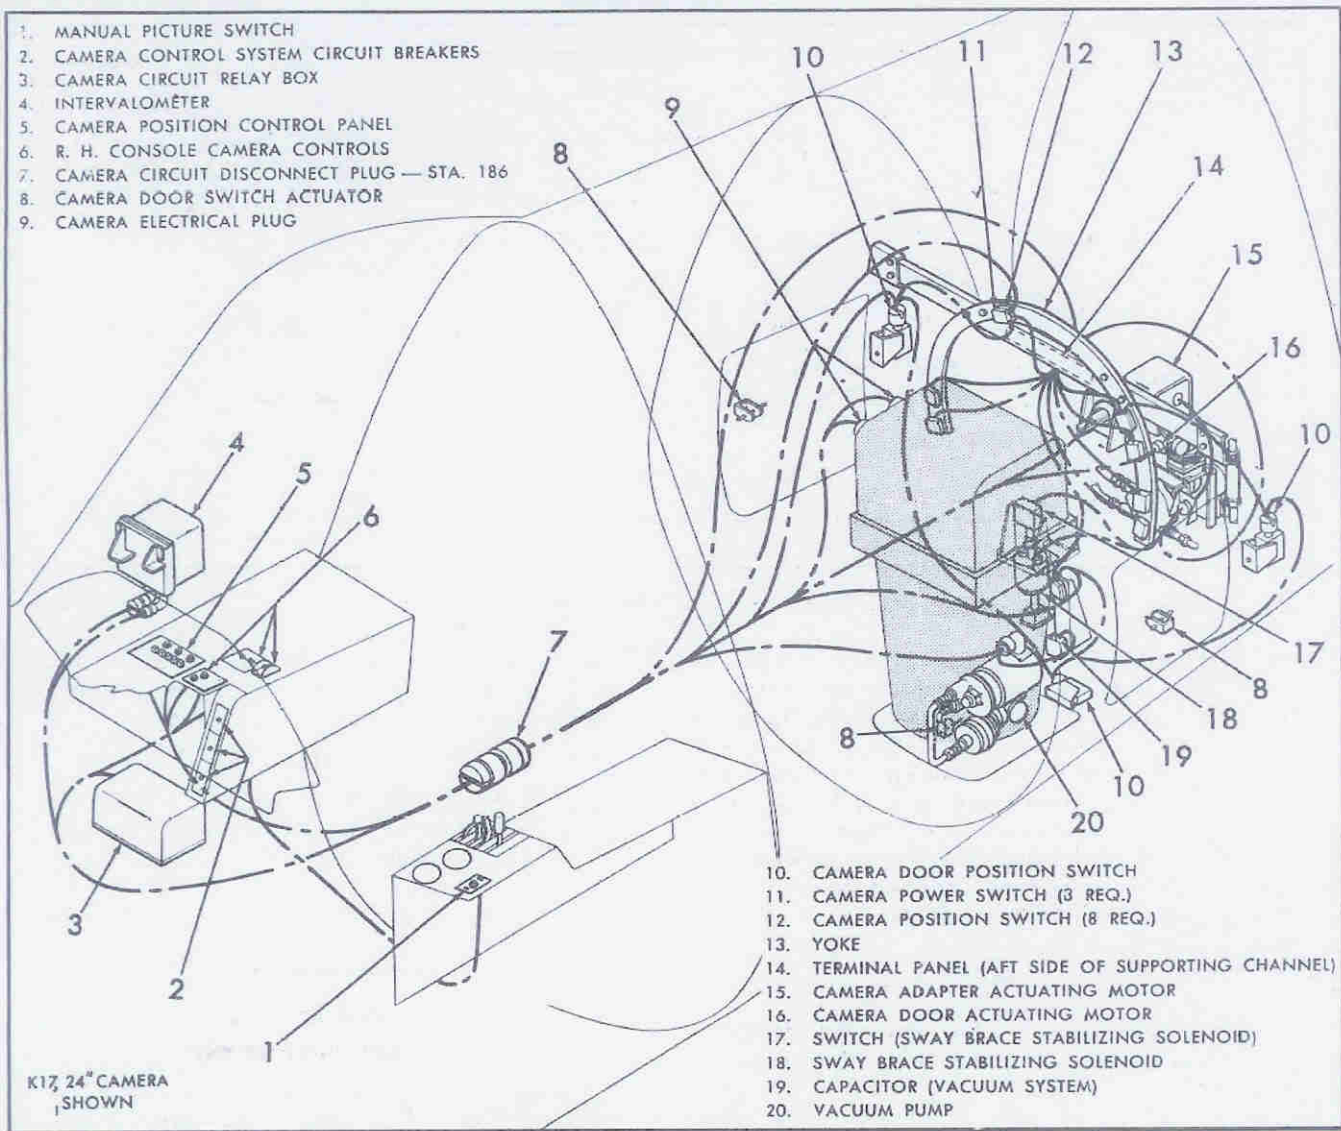 1. MANUAL PICTURE SWITCH
2. CAMERA CONTROL SYSTEM CIRCUIT BREAKERS
3. CAMERA CIRCUIT RELAY BOX
4. INTERVALOMETER
5. CAMERA POSITION CONTROL PANEL
6. R. H. CONSOLE CAMERA CONTROLS
7. CAMERA CIRCUIT DISCONNECT PLUG — STA. 186
8. CAMERA DOOR SWITCH ACTUATOR
9. CAMERA ELECTRICAL PLUG
10
11
12
13
9
8
14
15
16
10
4
5
6
7
17
8
18
8
19
10
20
3
2
1
10. CAMERA DOOR POSITION SWITCH
11. CAMERA POWER SWITCH (3 REQ.)
12. CAMERA POSITION SWITCH (8 REQ.)
13. YOKE
14. TERMINAL PANEL (AFT SIDE OF SUPPORTING CHANNEL)
15. CAMERA ADAPTER ACTUATING MOTOR
16. CAMERA DOOR ACTUATING MOTOR
17. SWITCH (SWAY BRACE STABILIZING SOLENOID)
18. SWAY BRACE STABILIZING SOLENOID
19. CAPACITOR (VACUUM SYSTEM)
20. VACUUM PUMP
K17, 24" CAMERA
SHOWN